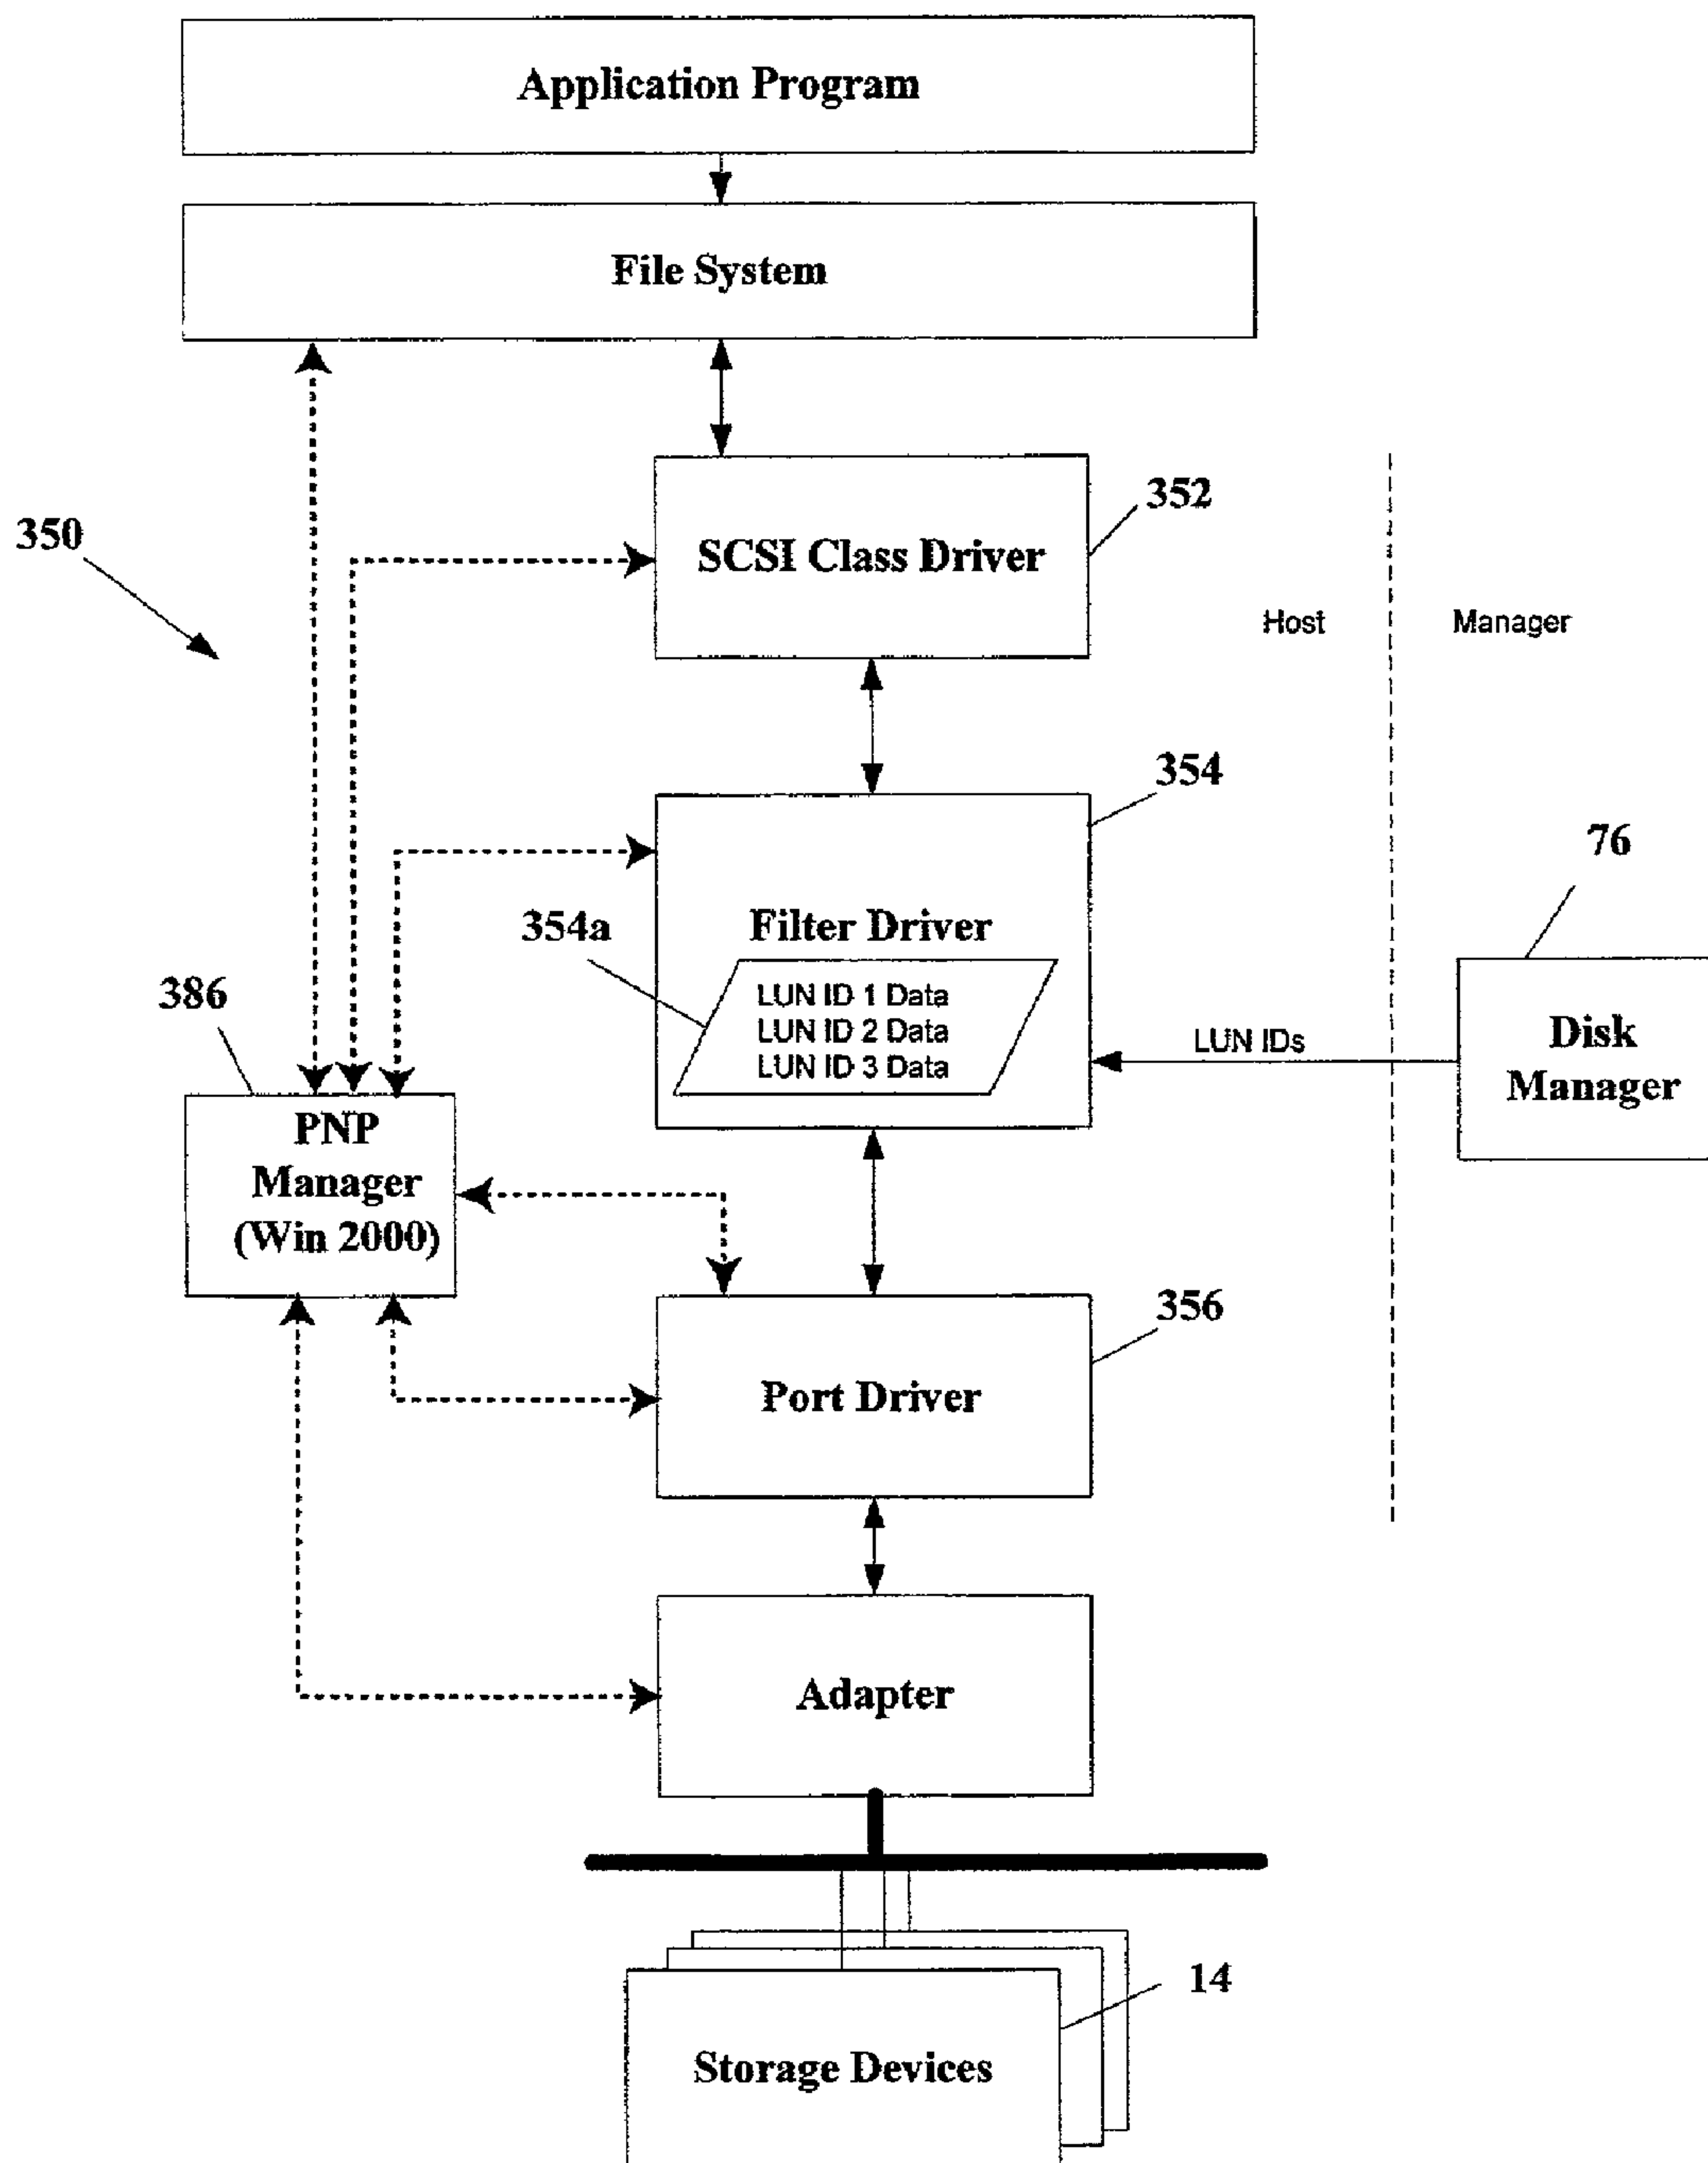 Application Program
File System
350
352
SCSI Class Driver
Host
Manager
354
76
354a
Filter Driver
LUN ID 1 Data
LUN ID 2 Data
LUN ID 3 Data
386
LUN IDs
Disk
Manager
PNP
Manager
(Win 2000)
356
Port Driver
Adapter
14
Storage Devices